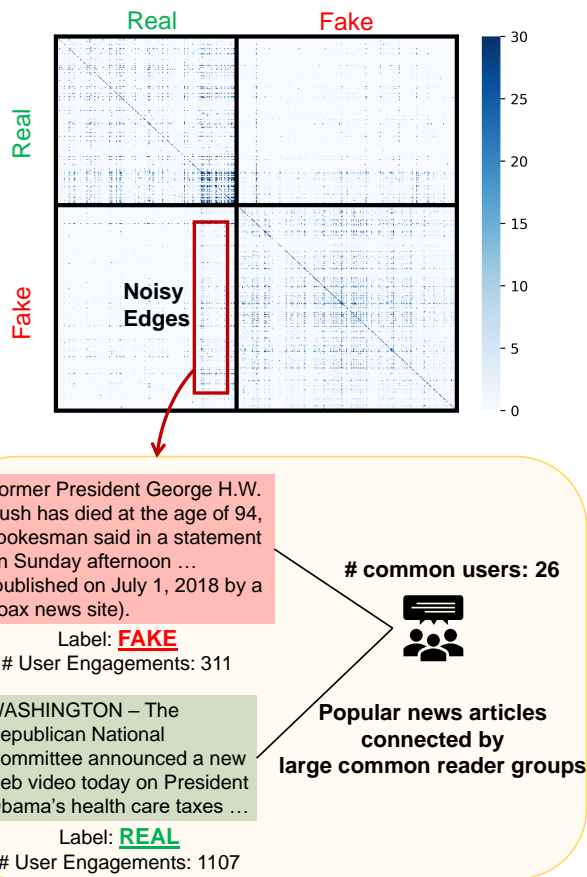 Real
Fake
30
Real
25
20
15
Noisy
Edges
Fake
10
5
0
ormer President George H.W.
ush has died at the age of 94,
pokesman said in a statement
n Sunday afternoon …
published on July 1, 2018 by a
oax news site).
Label: FAKE
# User Engagements: 311
# common users: 26
WASHINGTON – The
epublican National
ommittee announced a new
eb video today on President
bama's health care taxes …
Popular news articles
connected by
large common reader groups
Label: REAL
# User Engagements: 1107